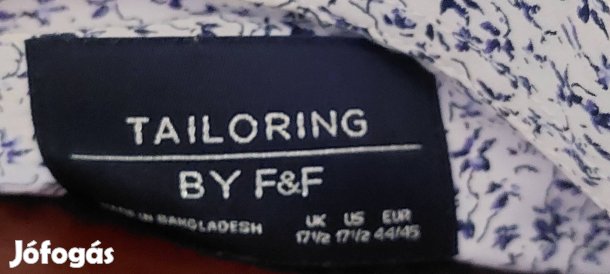 TAILORING
BY F&F
MADE IN BANGLADESH
UK US EUR
17½ 17½ 44/45
Jófogás